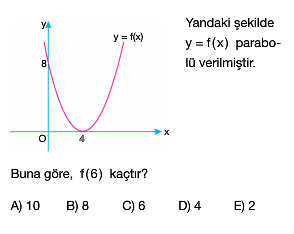 y
y = f(x)
8
O
4
x
Yandaki şekilde
y = f(x) parabo-
lü verilmiştir.
Buna göre, f(6) kaçtır?
A) 10 B) 8 C) 6 D) 4 E) 2